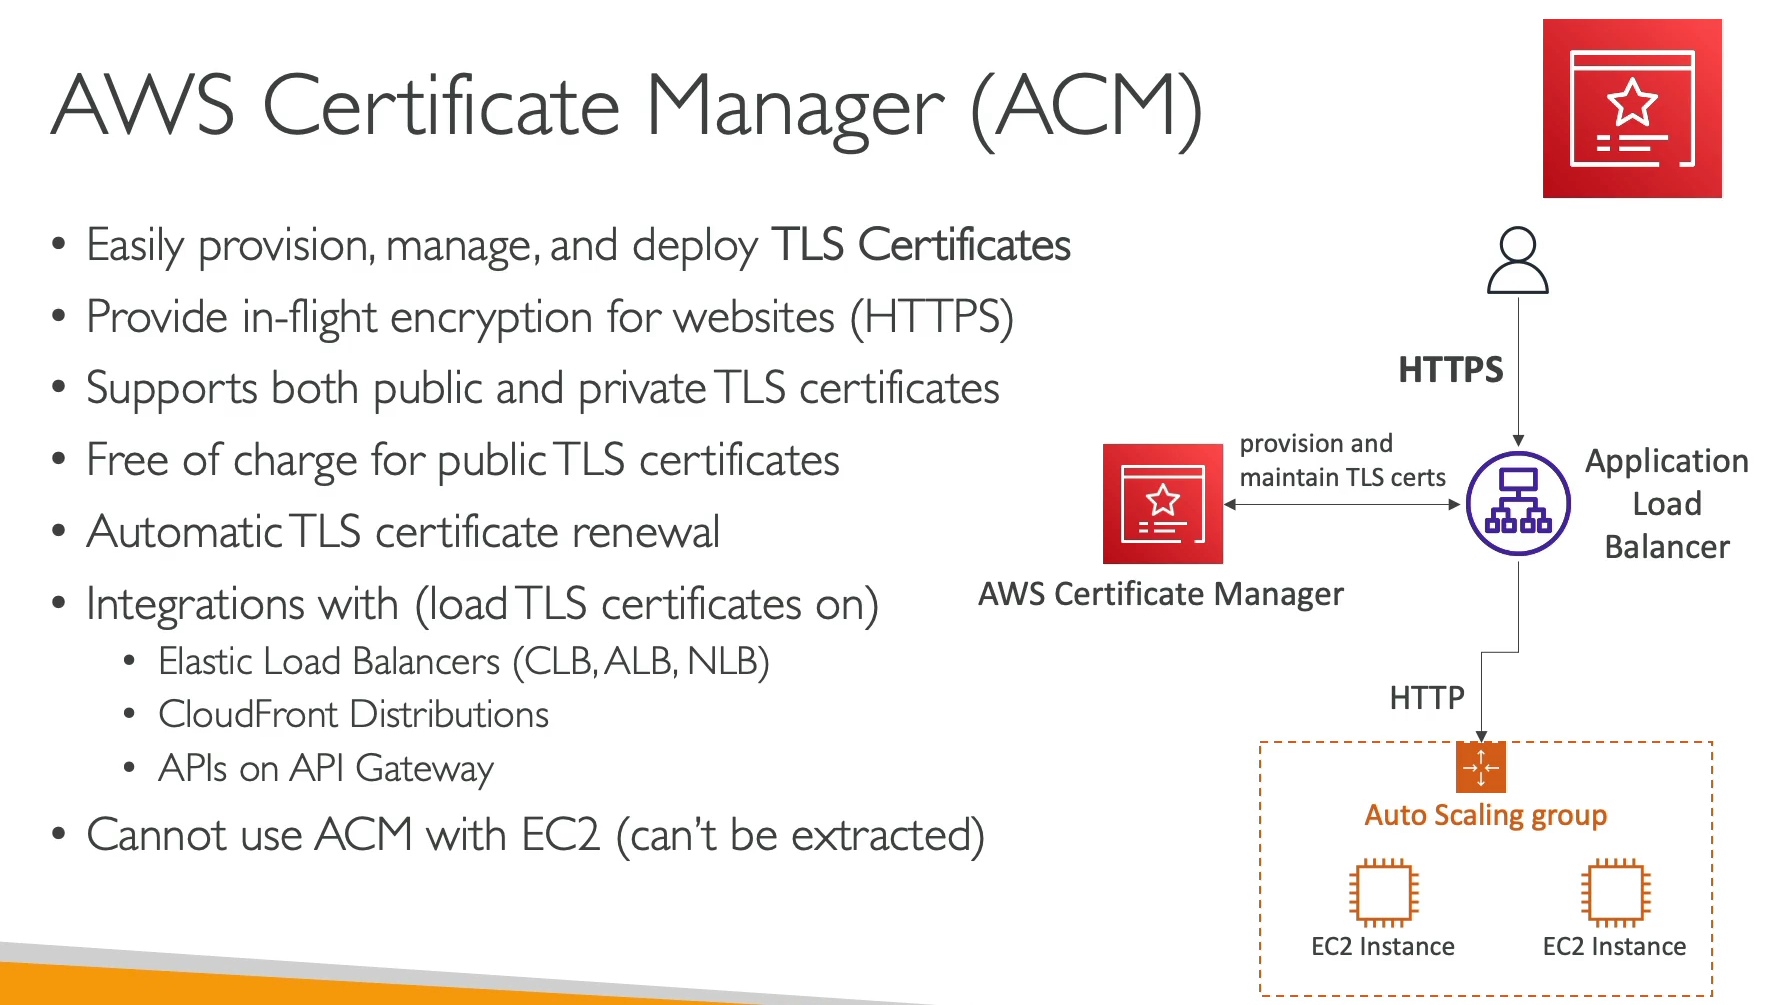 AWS Certificate Manager (ACM)
• Easily provision, manage, and deploy TLS Certificates
• Provide in-flight encryption for websites (HTTPS)
• Supports both public and private TLS certificates
• Free of charge for public TLS certificates
• Automatic TLS certificate renewal
• Integrations with (load TLS certificates on)
• Elastic Load Balancers (CLB, ALB, NLB)
• CloudFront Distributions
• APIs on API Gateway
• Cannot use ACM with EC2 (can't be extracted)
HTTPS
provision and
maintain TLS certs
Application
Load
Balancer
AWS Certificate Manager
HTTP
Auto Scaling group
EC2 Instance
EC2 Instance